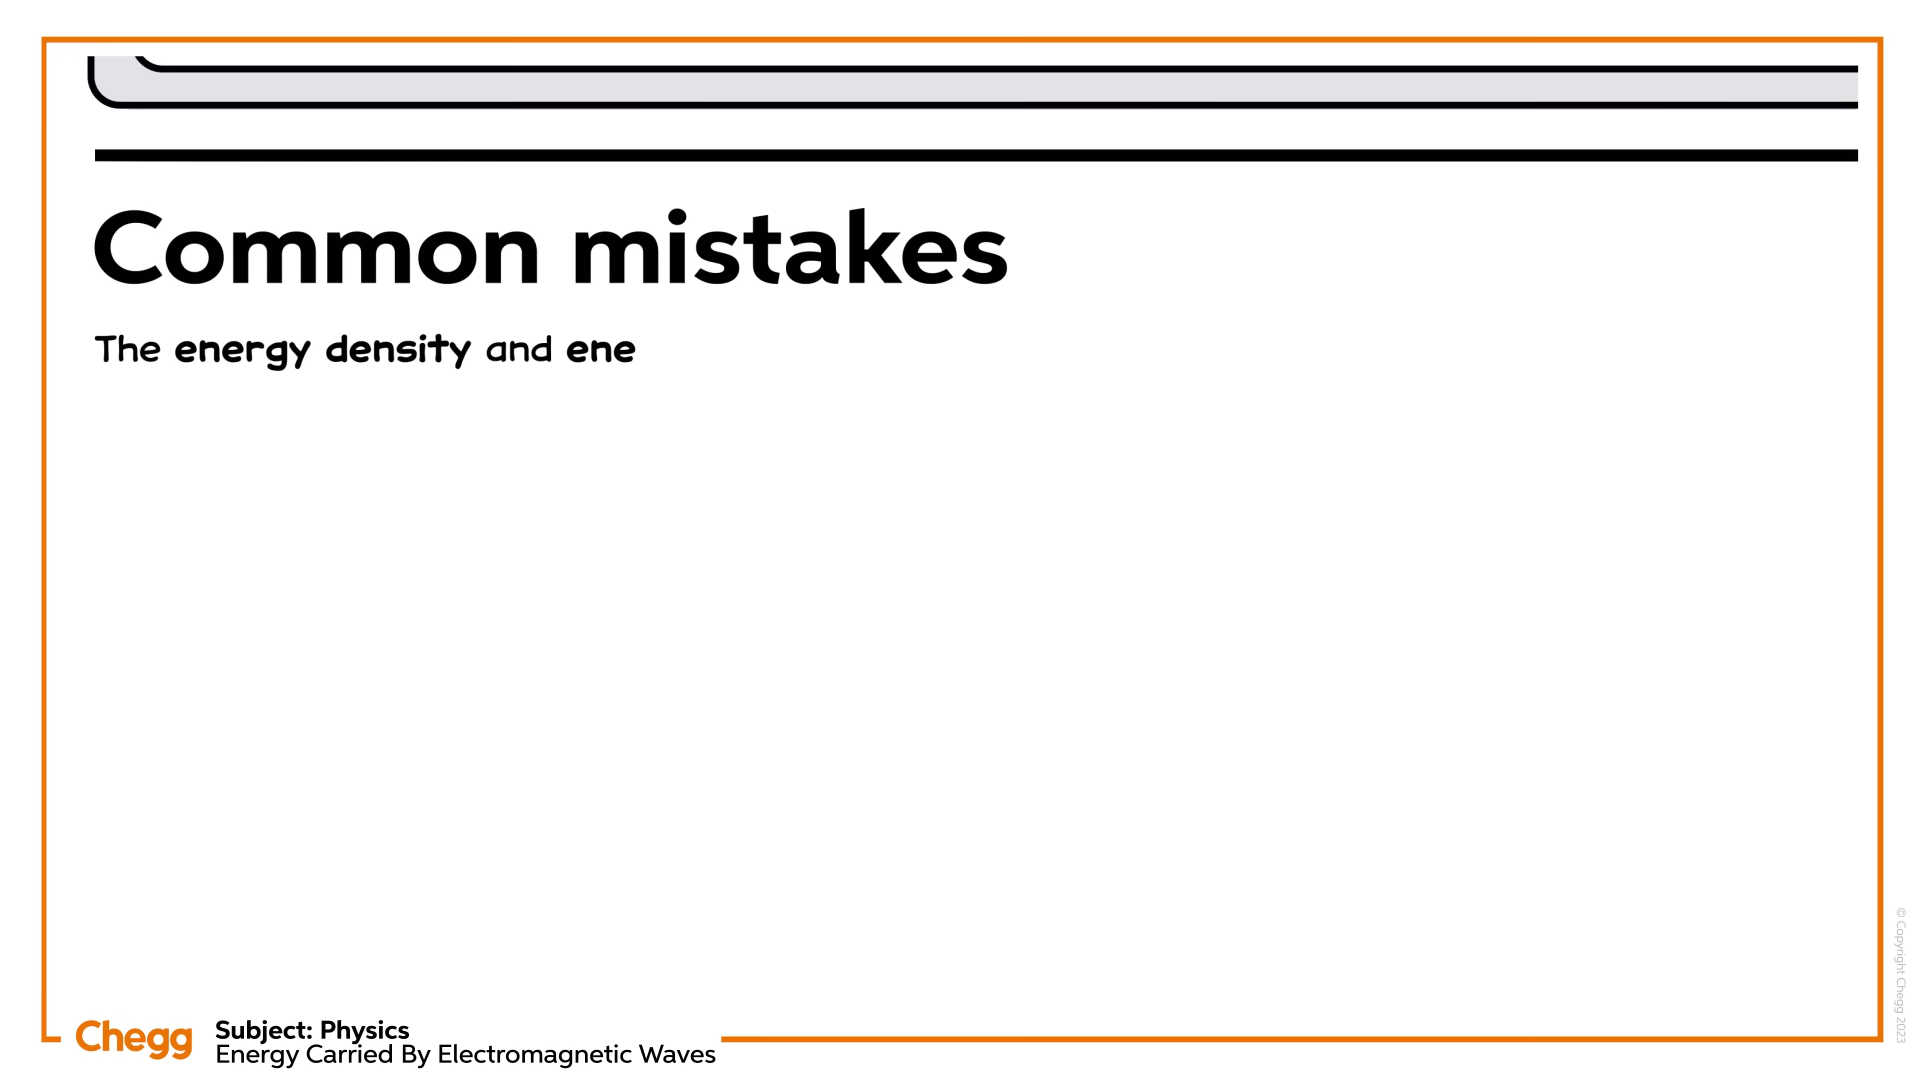 Common mistakes
The energy density and ene
Chegg
Subject: Physics
Energy Carried By Electromagnetic Waves
© Copyright Chegg 2023